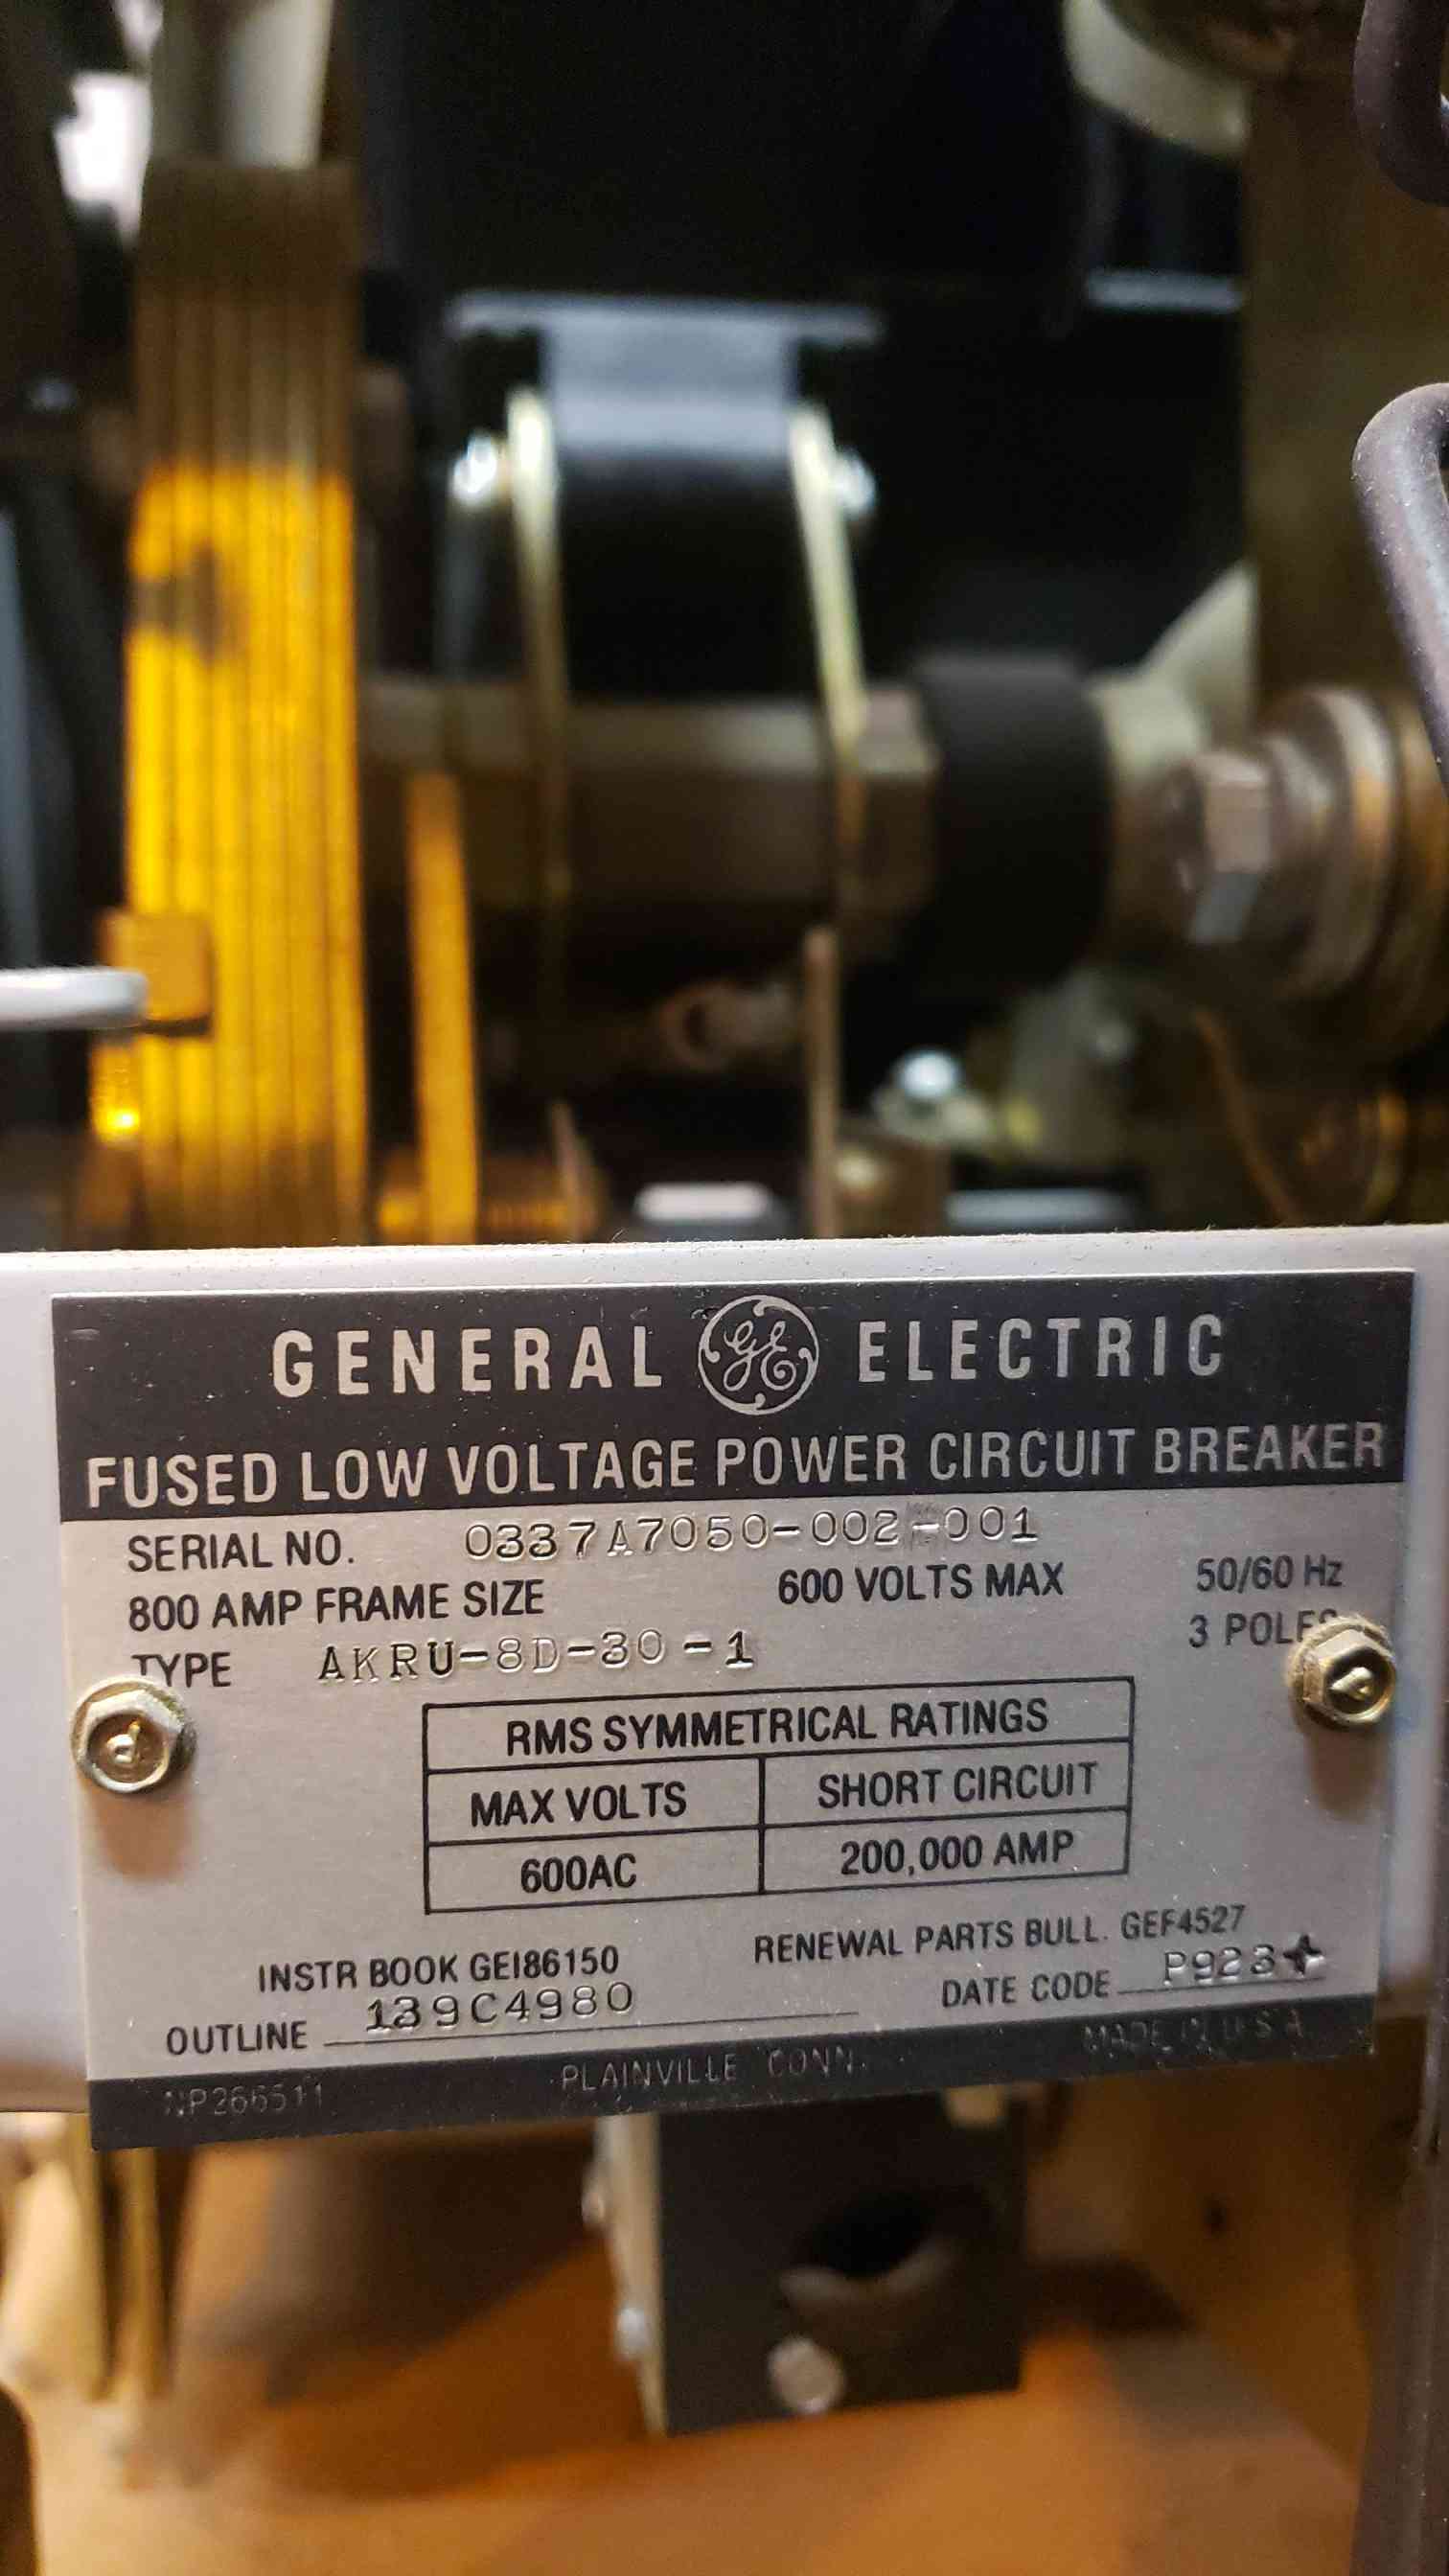 GENERAL GE ELECTRIC
FUSED LOW VOLTAGE POWER CIRCUIT BREAKER
SERIAL NO. 0337A7050-002-001
800 AMP FRAME SIZE 600 VOLTS MAX 50/60 Hz
TYPE AKRU-8D-30-1 3 POLES
RMS SYMMETRICAL RATINGS
MAX VOLTS SHORT CIRCUIT
600AC 200,000 AMP
INSTR BOOK GEI86150 RENEWAL PARTS BULL. GEF4527
OUTLINE 139C4980 DATE CODE P923+
NP266511 PLAINVILLE CONN. MADE IN U S A